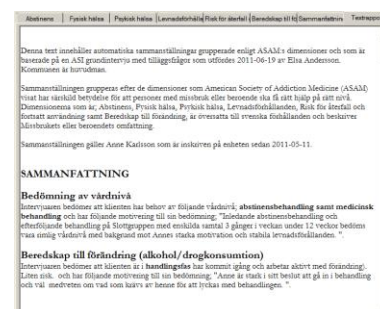 Abstinens Fysisk hälsa Psykisk hälsa Levnadsförhålla Risk för återfall i Beredskap till fö Sammanfattnin Textrappo
Denna text innehåller automatiska sammanställningar grupperade enligt ASAM:s dimensioner och som är
baserade på en ASI grundintervju med tilläggsfrågor som utfördes 2011-06-19 av Elsa Andersson.
Kommunen är huvudman.
Sammanställningen grupperas efter de dimensioner som American Society of Addiction Medicine (ASAM)
visat har särskild betydelse för att personer med missbruk eller beroende ska få rätt hjälp på rätt nivå.
Dimensionerna som är; Abstinens, Fysisk hälsa, Psykisk hälsa, Levnadsförhållanden, Risk för återfall och
fortsatt användning samt Beredskap till förändring, är översatta till svenska förhållanden och beskriver
Missbrukets eller beroendets omfattning.
Sammanställningen gäller Anne Karlsson som är inskriven på enheten sedan 2011-05-11.
SAMMANFATTNING
Bedömning av vårdnivå
Intervjuaren bedömer att klienten har behov av följande vårdnivå; abstinensbehandling samt medicinsk
behandling och har följande motivering till sin bedömning; "Inledande abstinensbehandling och
efterföljande behandling på Slottsgruppen med enskilda samtal 3 gånger i veckan under 12 veckor bedöms
vara rimlig vårdnivå med bakgrund mot Annes starka motivation och stabila levnadsförållanden. ".
Beredskap till förändring (alkohol/drogkonsumtion)
Intervjuaren bedömer att klienten är i handlingsfas har kommit igång och arbetar aktivt med förändring).
Liten risk. och har följande motivering till sin bedömning; "Anne är stark i sitt beslut att gå in i behandling
och väl medveten om vad som krävs av henne för att lyckas med behandlingen. ".